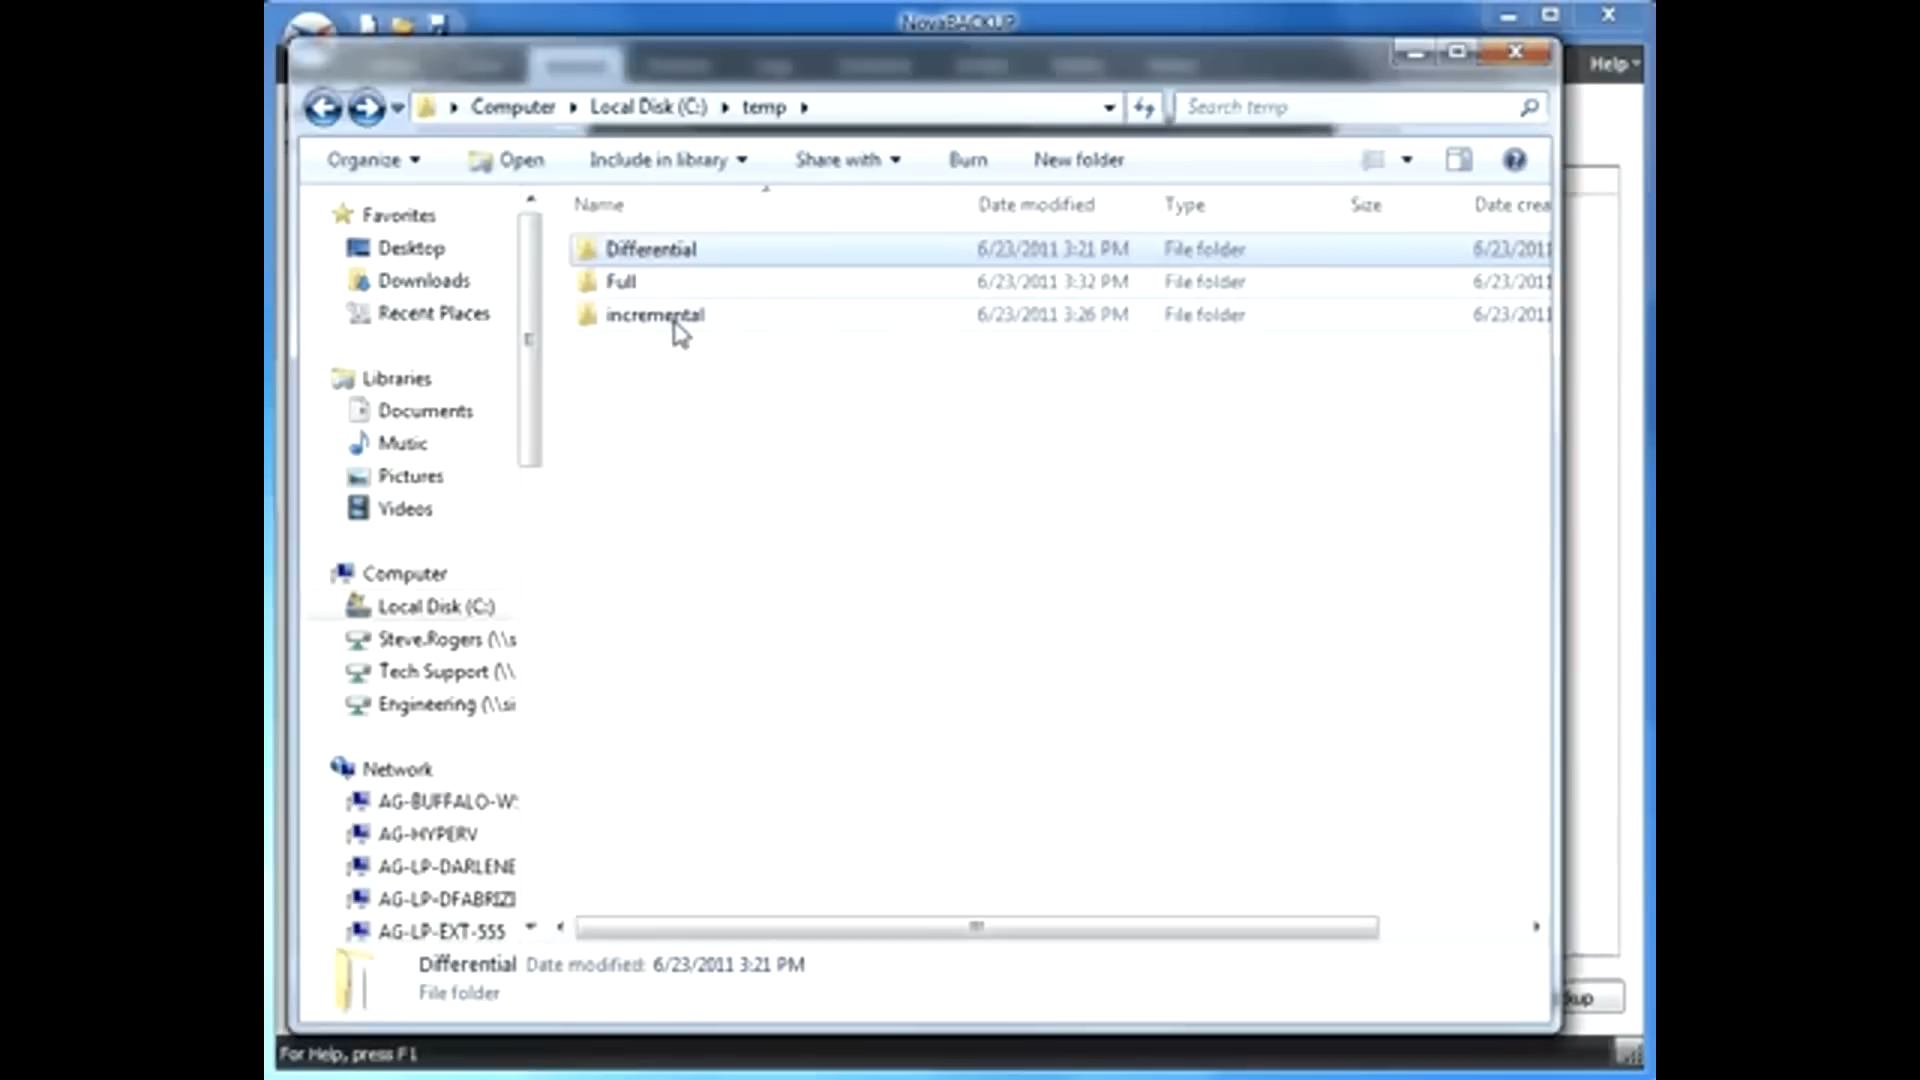 NovaBACKUP
Help
Computer Local Disk (C:) temp
Search temp
Organize Open Include in library Share with Burn New folder
Name Date modified Type Size Date crea
Favorites
Desktop
Downloads
Recent Places
Libraries
Documents
Music
Pictures
Videos
Computer
Local Disk (C:)
Steve.Rogers (\\s
Tech Support (\\
Engineering (\\si
Network
AG-BUFFALO-W
AG-HYPERV
AG-LP-DARLENE
AG-LP-DFABRIZI
AG-LP-EXT-555
Differential 6/23/2011 3:21 PM File folder 6/23/2011
Full 6/23/2011 3:32 PM File folder 6/23/2011
incremental 6/23/2011 3:26 PM File folder 6/23/2011
Differential Date modified: 6/23/2011 3:21 PM
File folder
kup
For Help, press F1